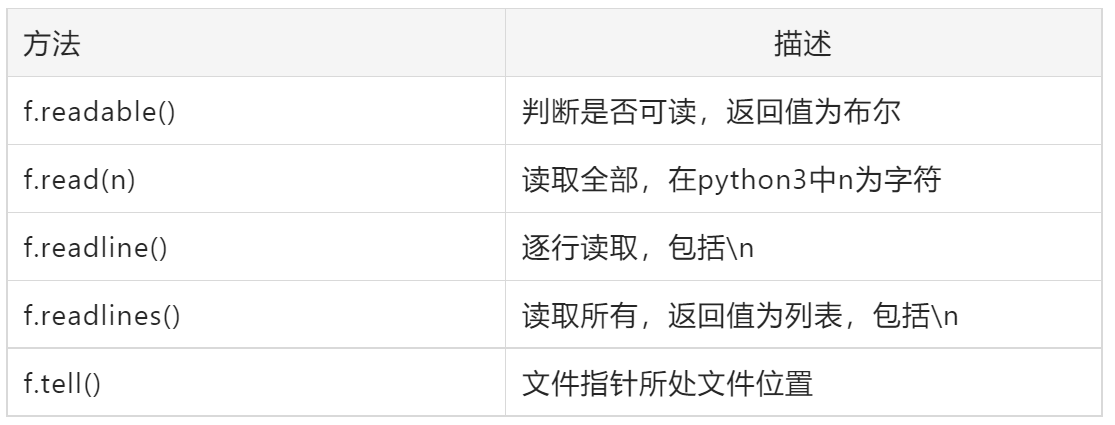 方法 描述
f.readable() 判断是否可读，返回值为布尔
f.read(n) 读取全部，在python3中n为字符
f.readline() 逐行读取，包括\n
f.readlines() 读取所有，返回值为列表，包括\n
f.tell() 文件指针所处文件位置